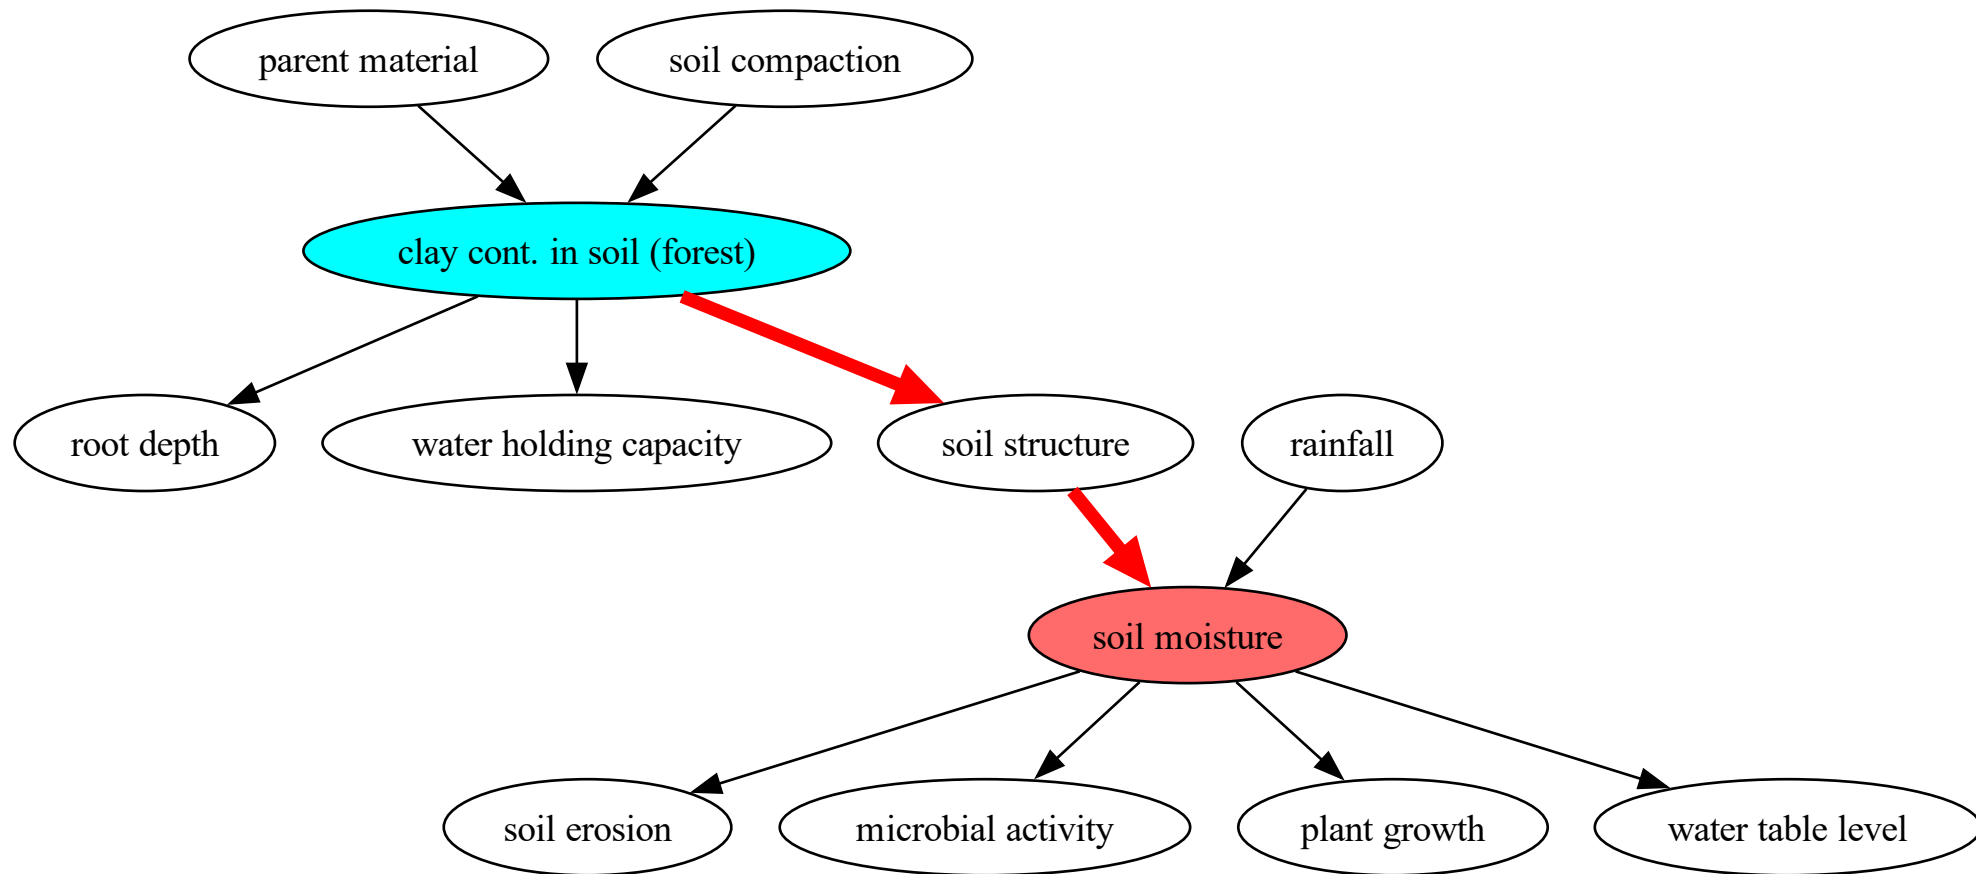 parent material
soil compaction
clay cont. in soil (forest)
root depth
water holding capacity
soil structure
rainfall
soil moisture
soil erosion
microbial activity
plant growth
water table level